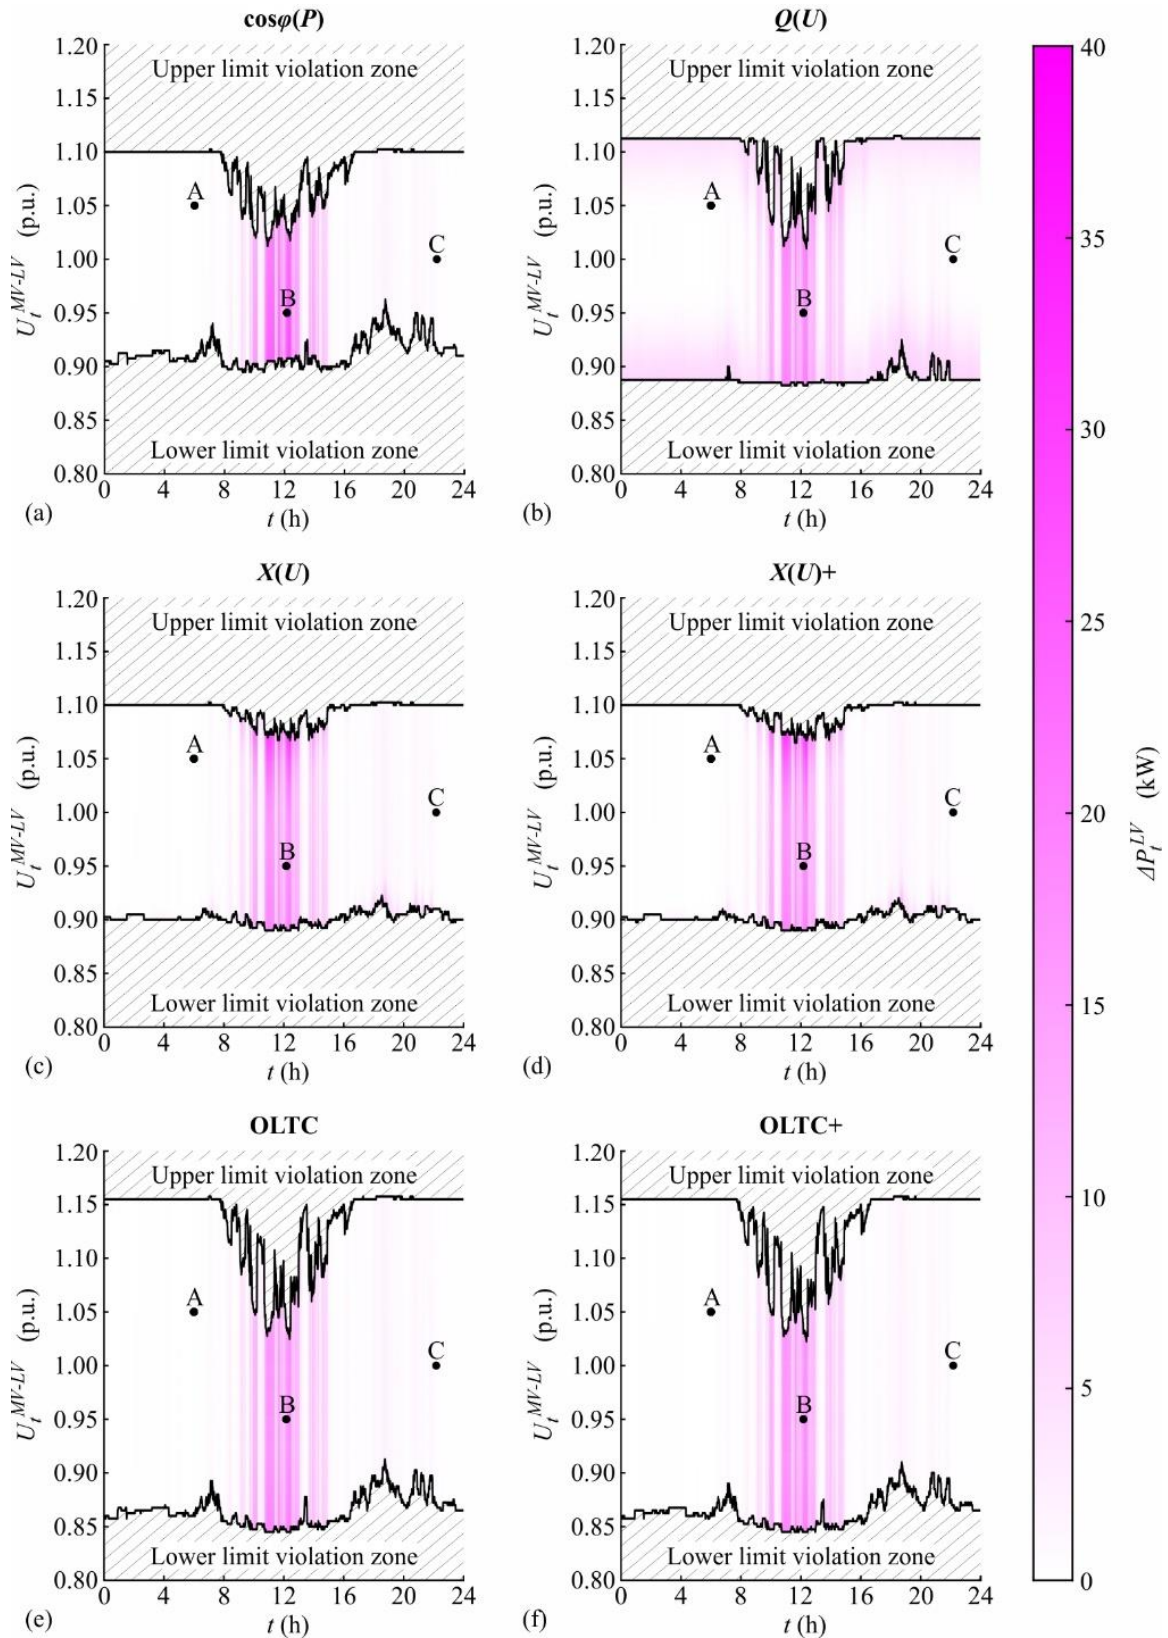 cosφ(P)
1.20
1.15
1.10
1.05
1.00
0.95
0.90
0.85
0.80
U_t^MV-LV (p.u.)
Upper limit violation zone
A
C
B
Lower limit violation zone
0 4 8 12 16 20 24
(a)
t (h)
Q(U)
1.20
1.15
1.10
1.05
1.00
0.95
0.90
0.85
0.80
U_t^MV-LV (p.u.)
Upper limit violation zone
A
C
B
Lower limit violation zone
0 4 8 12 16 20 24
(b)
t (h)
X(U)
1.20
1.15
1.10
1.05
1.00
0.95
0.90
0.85
0.80
U_t^MV-LV (p.u.)
Upper limit violation zone
A
C
B
Lower limit violation zone
0 4 8 12 16 20 24
(c)
t (h)
X(U)+
1.20
1.15
1.10
1.05
1.00
0.95
0.90
0.85
0.80
U_t^MV-LV (p.u.)
Upper limit violation zone
A
C
B
Lower limit violation zone
0 4 8 12 16 20 24
(d)
t (h)
OLTC
1.20
1.15
1.10
1.05
1.00
0.95
0.90
0.85
0.80
U_t^MV-LV (p.u.)
Upper limit violation zone
A
C
B
Lower limit violation zone
0 4 8 12 16 20 24
(e)
t (h)
OLTC+
1.20
1.15
1.10
1.05
1.00
0.95
0.90
0.85
0.80
U_t^MV-LV (p.u.)
Upper limit violation zone
A
C
B
Lower limit violation zone
0 4 8 12 16 20 24
(f)
t (h)
40
35
30
25
20
15
10
5
0
ΔP_t^LV (kW)